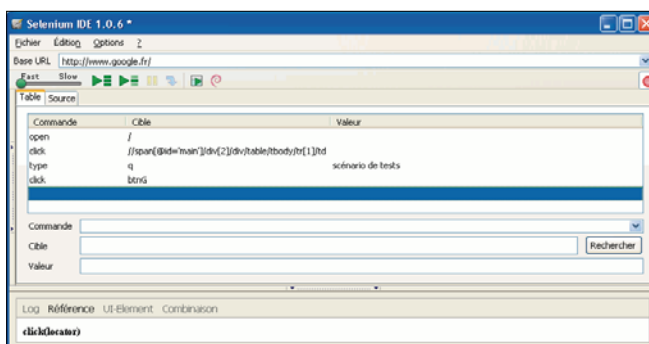 Selenium IDE 1.0.6 *
Fichier Édition Options ?
Base URL http://www.google.fr/
Fast Slow
Table Source
Commande Cible Valeur
open /
click //span[@id='main']/div[2]/div/table/tbody/tr[1]/td
type q scénario de tests
click btnG
Commande
Cible Rechercher
Valeur
Log Référence UI-Element Combinaison
click(locator)